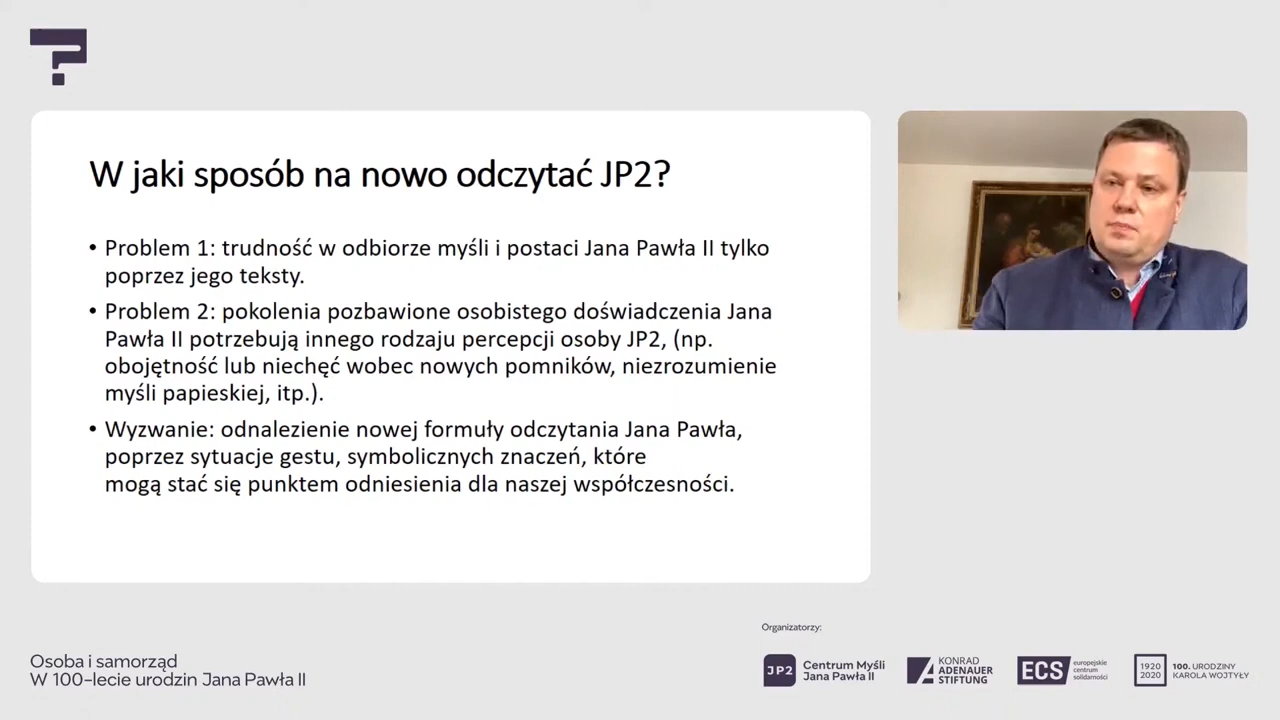 W jaki sposób na nowo odczytać JP2?
• Problem 1: trudność w odbiorze myśli i postaci Jana Pawła II tylko
poprzez jego teksty.
• Problem 2: pokolenia pozbawione osobistego doświadczenia Jana
Pawła II potrzebują innego rodzaju percepcji osoby JP2, (np.
obojętność lub niechęć wobec nowych pomników, niezrozumienie
myśli papieskiej, itp.).
• Wyzwanie: odnalezienie nowej formuły odczytania Jana Pawła,
poprzez sytuacje gestu, symbolicznych znaczeń, które
mogą stać się punktem odniesienia dla naszej współczesności.
Osoba i samorząd
W 100-lecie urodzin Jana Pawła II
Organizatorzy:
JP2
Centrum Myśli
Jana Pawła II
KONRAD
ADENAUER
STIFTUNG
ECS
europejskie
centrum
solidarności
1920
2020
100. URODZINY
KAROLA WOJTYŁY